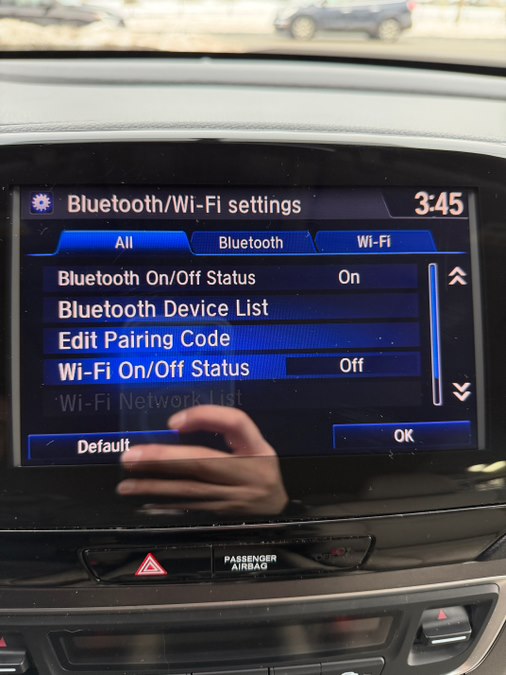 Bluetooth/Wi-Fi settings 3:45
All Bluetooth Wi-Fi
Bluetooth On/Off Status On
Bluetooth Device List
Edit Pairing Code
Wi-Fi On/Off Status Off
Wi-Fi Network List
Default OK
PASSENGER
AIRBAG